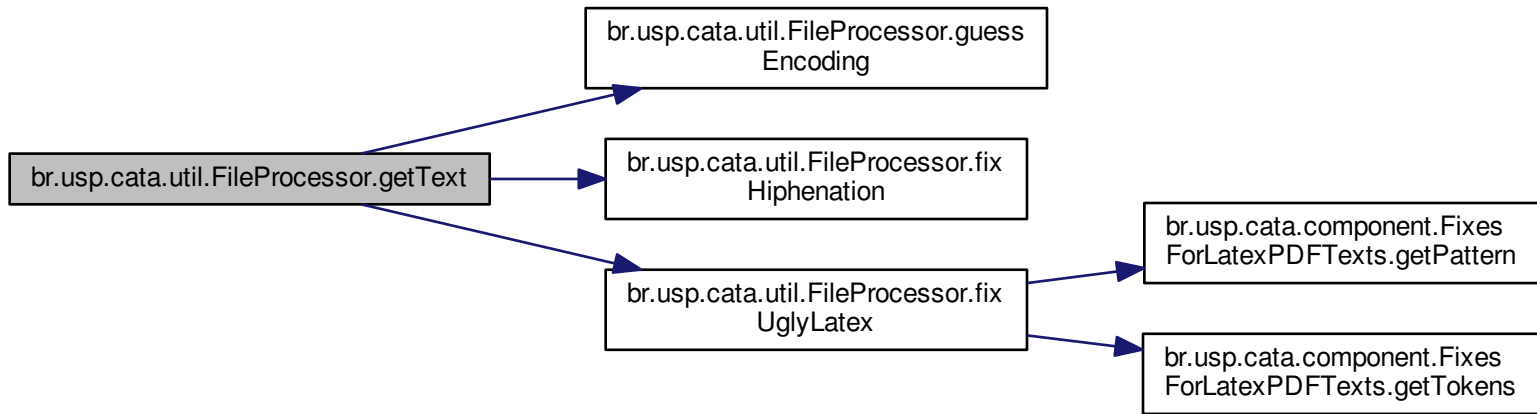 br.usp.cata.util.FileProcessor.getText
br.usp.cata.util.FileProcessor.guess
Encoding
br.usp.cata.util.FileProcessor.fix
Hiphenation
br.usp.cata.util.FileProcessor.fix
UglyLatex
br.usp.cata.component.Fixes
ForLatexPDFTexts.getPattern
br.usp.cata.component.Fixes
ForLatexPDFTexts.getTokens